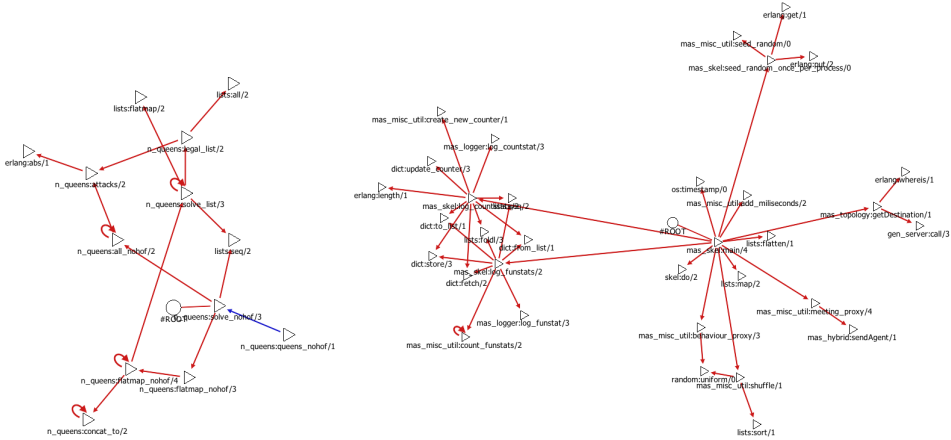 erlang:get/1
mas_misc_util:seed_random/0
erlang:put/2
mas_skel:seed_random_once_per_process/0
lists:all/2
lists:flatmap/2
mas_misc_util:create_new_counter/1
n_queens:legal_list/2
mas_logger:log_countstat/3
erlang:abs/1
dict:update_counter/3
erlang:whereis/1
n_queens:attacks/2
os:timestamp/0
erlang:length/1
n_queens:solve_list/3
mas_misc_util:add_miliseconds/2
mas_topology:getDestination/1
dict:to_list/1
#ROOT
gen_server:call/3
n_queens:all_nohof/2
lists:seq/2
lists:foldl/3
dict:from_list/1
lists:flatten/1
mas_skel:main/4
dict:store/3
mas_skel:log_funstats/2
skel:do/2
dict:fetch/2
lists:map/2
#ROOT
n_queens:solve_nohof/3
mas_logger:log_funstat/3
mas_misc_util:meeting_proxy/4
mas_hybrid:sendAgent/1
n_queens:queens_nohof/1
mas_misc_util:count_funstats/2
mas_misc_util:behaviour_proxy/3
n_queens:flatmap_nohof/4
n_queens:flatmap_nohof/3
random:uniform/0
mas_misc_util:shuffle/1
n_queens:concat_to/2
lists:sort/1